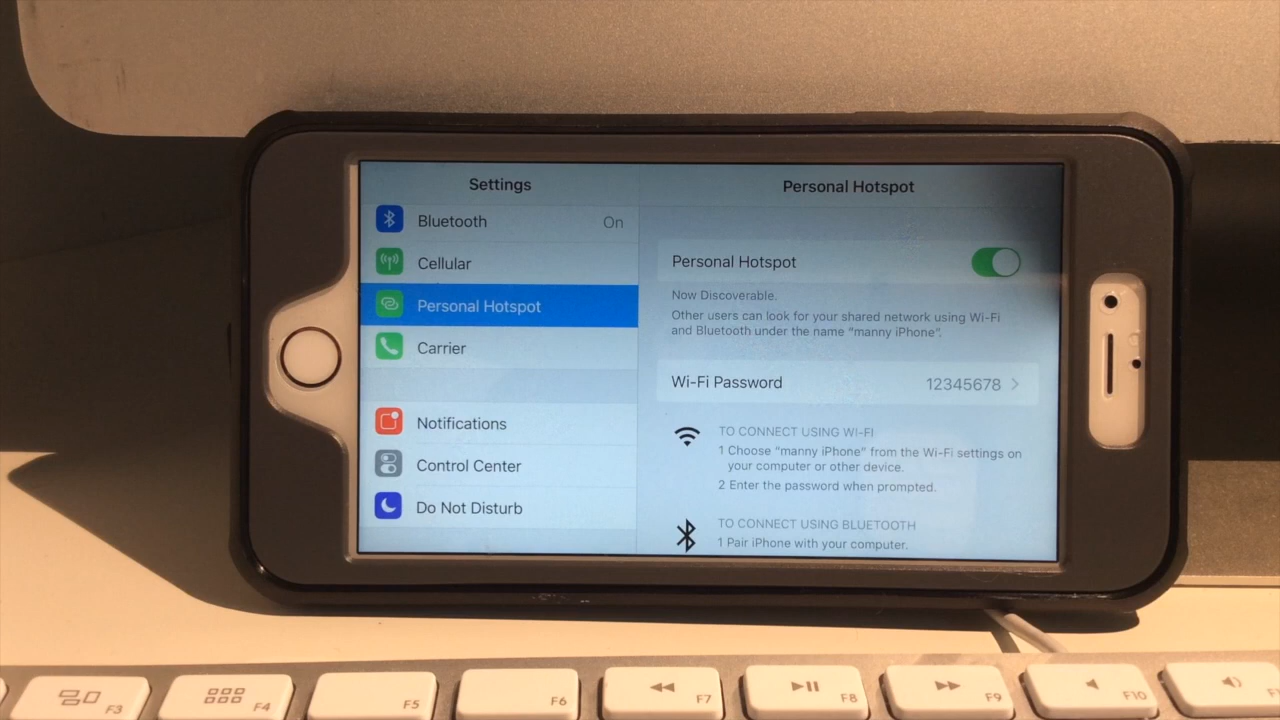 Settings
Bluetooth On
Cellular
Personal Hotspot
Carrier
Notifications
Control Center
Do Not Disturb
Personal Hotspot
Personal Hotspot
Now Discoverable.
Other users can look for your shared network using Wi-Fi
and Bluetooth under the name “manny iPhone”.
Wi-Fi Password 12345678
TO CONNECT USING WI-FI
1 Choose “manny iPhone” from the Wi-Fi settings on
your computer or other device.
2 Enter the password when prompted.
TO CONNECT USING BLUETOOTH
1 Pair iPhone with your computer.
F3 F4 F5 F6 F7 F8 F9 F10